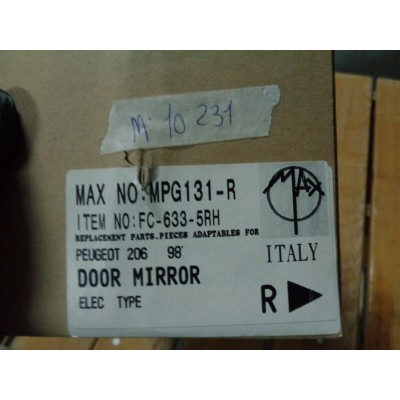 M 10 231
MAX NO:MPG131-R
ITEM NO:FC-633-5RH
REPLACEMENT PARTS.PIECES ADAPTABLES FOR
PEUGEOT 206 98'
DOOR MIRROR
ELEC TYPE
MAX
ITALY
R